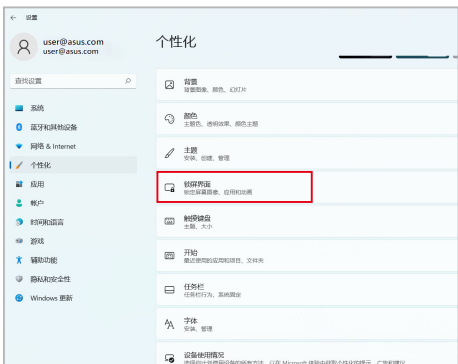 ← 设置
user@asus.com
user@asus.com
个性化
查找设置
系统
蓝牙和其他设备
网络 & Internet
个性化
应用
帐户
时间和语言
游戏
辅助功能
隐私和安全性
Windows 更新
背景
背景图像、颜色、幻灯片
颜色
主题色、透明效果、颜色主题
主题
安装、创建、管理
锁屏界面
锁定屏幕图像、应用和动画
触摸键盘
主题、大小
开始
最近使用的应用和项目、文件夹
任务栏
任务栏行为、系统固定
字体
安装、管理
设备使用情况